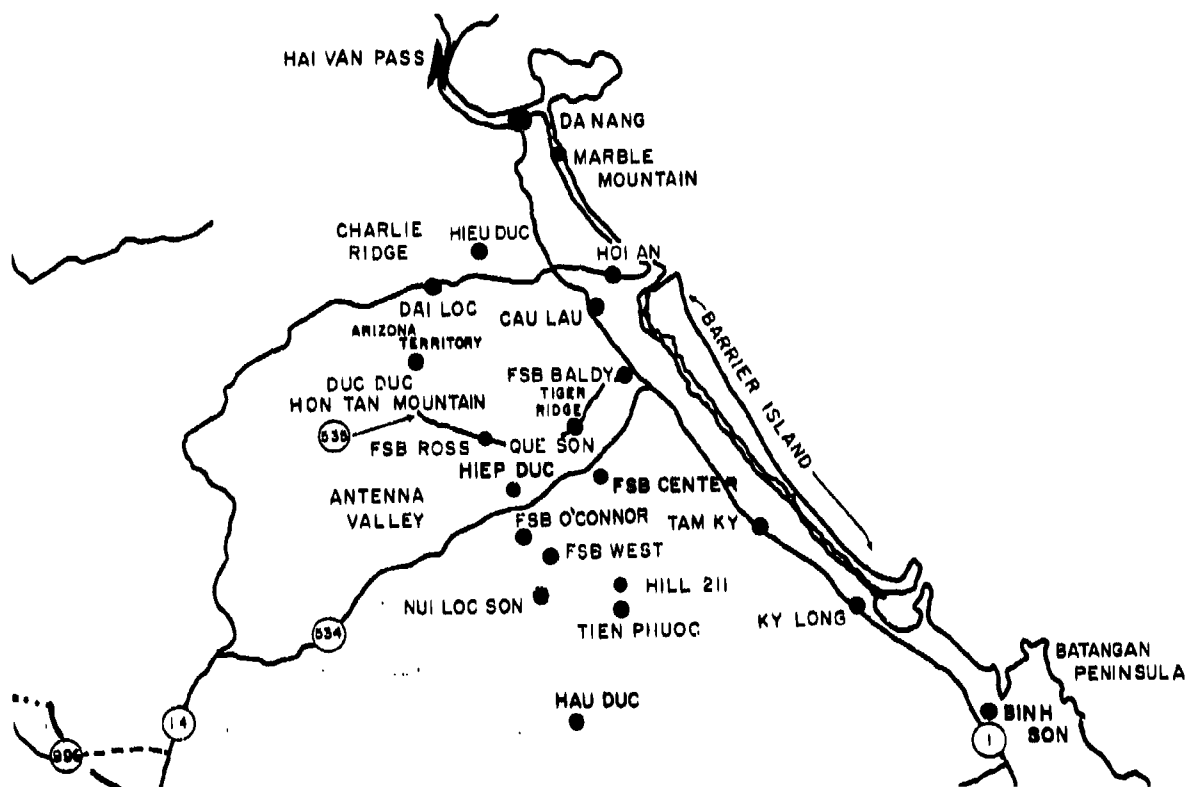 HAI VAN PASS
DA NANG
MARBLE
MOUNTAIN
CHARLIE
RIDGE
HIEU DUC
HOI AN
DAI LOC
CAU LAU
BARRIER ISLAND
ARIZONA
TERRITORY
FSB BALDY
TIGER
RIDGE
DUC DUC
HON TAN MOUNTAIN
535
FSB ROSS
QUE SON
HIEP DUC
FSB CENTER
ANTENNA
VALLEY
FSB O'CONNOR
TAM KY
FSB WEST
HILL 211
NUI LOC SON
TIEN PHUOC
KY LONG
534
BATANGAN
PENINSULA
HAU DUC
14
BINH
SON
1